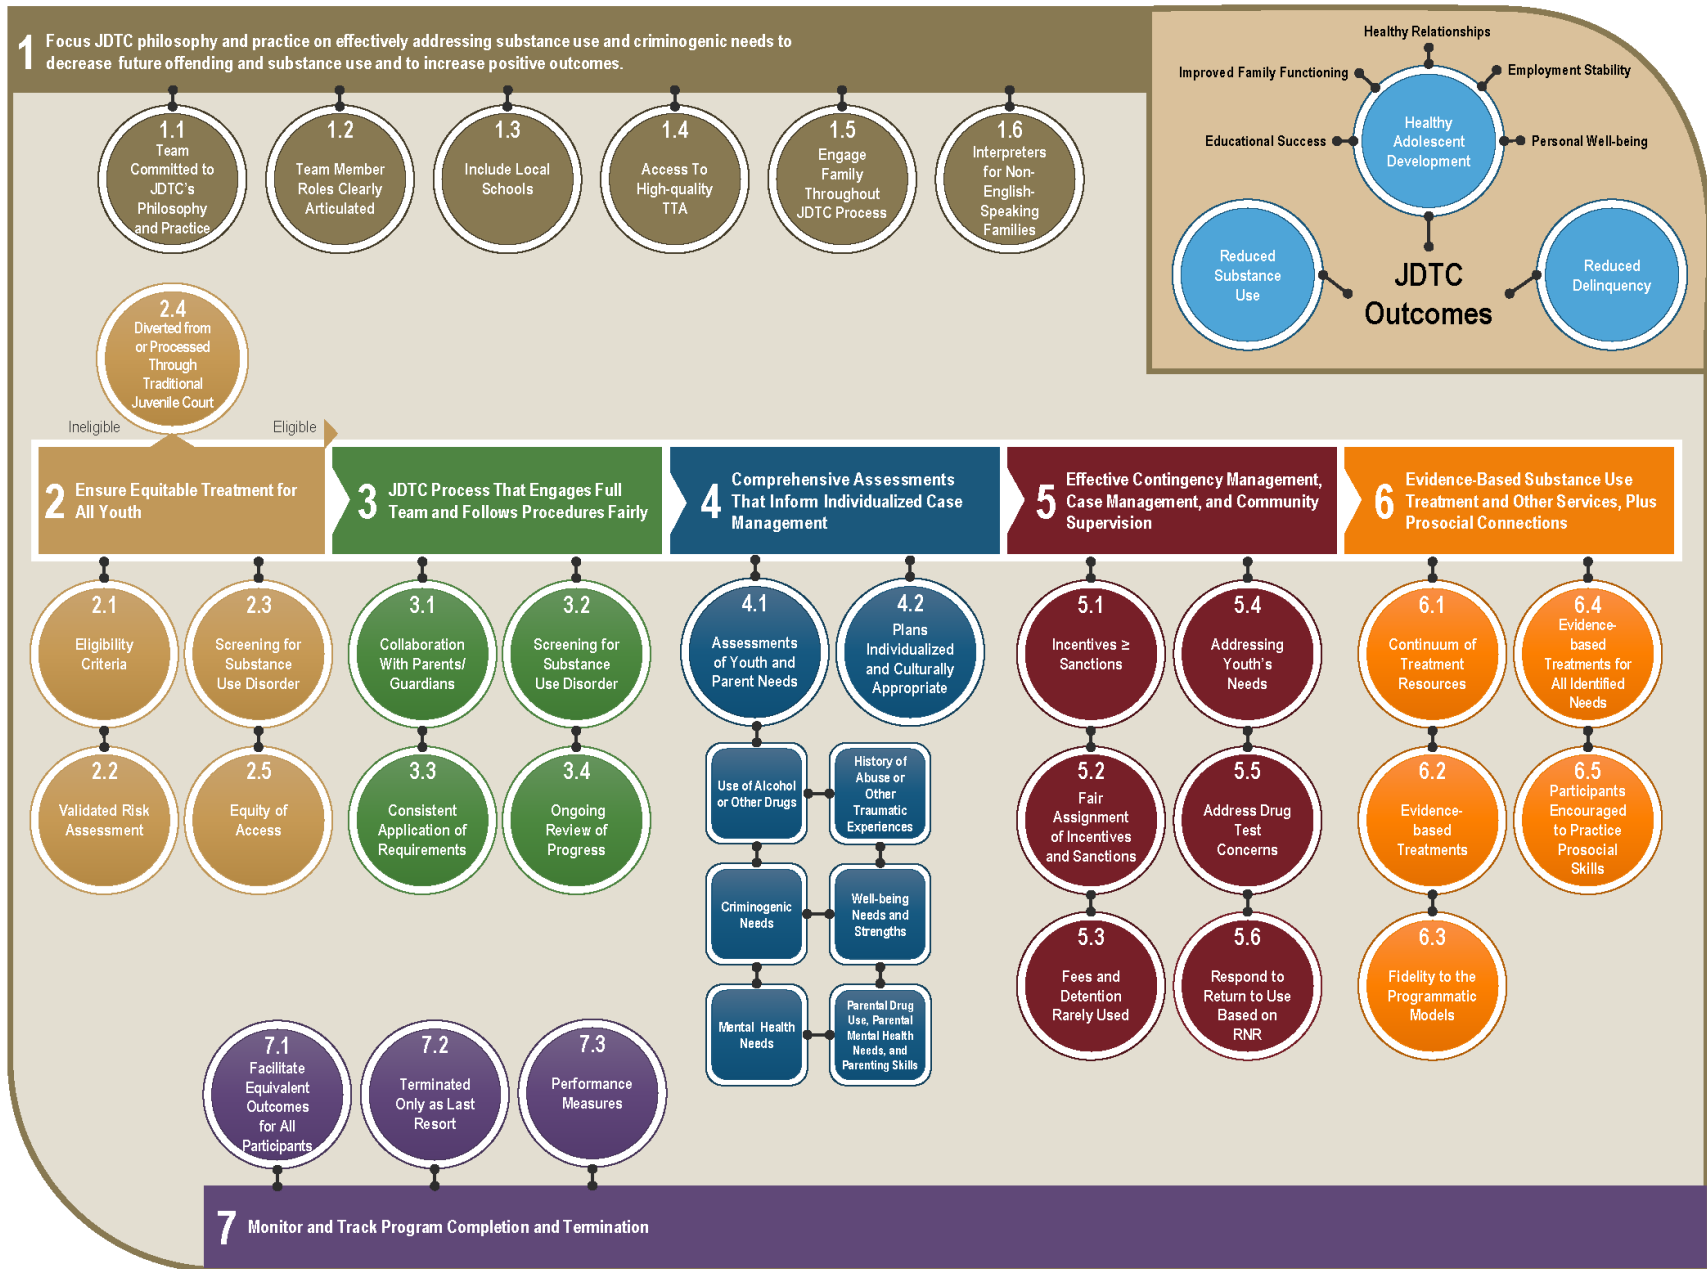 1 Focus JDTC philosophy and practice on effectively addressing substance use and criminogenic needs to
decrease future offending and substance use and to increase positive outcomes.
1.1
Team
Committed to
JDTC's
Philosophy
and Practice
1.2
Team Member
Roles Clearly
Articulated
1.3
Include Local
Schools
1.4
Access To
High-quality
TTA
1.5
Engage
Family
Throughout
JDTC Process
1.6
Interpreters
for Non-
English-
Speaking
Families
Healthy Relationships
Improved Family Functioning
Employment Stability
Educational Success
Personal Well-being
Healthy
Adolescent
Development
Reduced
Substance
Use
JDTC
Outcomes
Reduced
Delinquency
2.4
Diverted from
or Processed
Through
Traditional
Juvenile Court
Ineligible
Eligible
2 Ensure Equitable Treatment for
All Youth
3 JDTC Process That Engages Full
Team and Follows Procedures Fairly
4 Comprehensive Assessments
That Inform Individualized Case
Management
5 Effective Contingency Management,
Case Management, and Community
Supervision
6 Evidence-Based Substance Use
Treatment and Other Services, Plus
Prosocial Connections
2.1
Eligibility
Criteria
2.3
Screening for
Substance
Use Disorder
2.2
Validated Risk
Assessment
2.5
Equity of
Access
3.1
Collaboration
With Parents/
Guardians
3.2
Screening for
Substance
Use Disorder
3.3
Consistent
Application of
Requirements
3.4
Ongoing
Review of
Progress
4.1
Assessments
of Youth and
Parent Needs
4.2
Plans
Individualized
and Culturally
Appropriate
Use of Alcohol
or Other Drugs
History of
Abuse or
Other
Traumatic
Experiences
Criminogenic
Needs
Well-being
Needs and
Strengths
Mental Health
Needs
Parental Drug
Use, Parental
Mental Health
Needs, and
Parenting Skills
5.1
Incentives ≥
Sanctions
5.4
Addressing
Youth's
Needs
5.2
Fair
Assignment
of Incentives
and Sanctions
5.5
Address Drug
Test
Concerns
5.3
Fees and
Detention
Rarely Used
5.6
Respond to
Return to Use
Based on
RNR
6.1
Continuum of
Treatment
Resources
6.4
Evidence-
based
Treatments for
All Identified
Needs
6.2
Evidence-
based
Treatments
6.5
Participants
Encouraged
to Practice
Prosocial
Skills
6.3
Fidelity to the
Programmatic
Models
7.1
Facilitate
Equivalent
Outcomes
for All
Participants
7.2
Terminated
Only as Last
Resort
7.3
Performance
Measures
7 Monitor and Track Program Completion and Termination